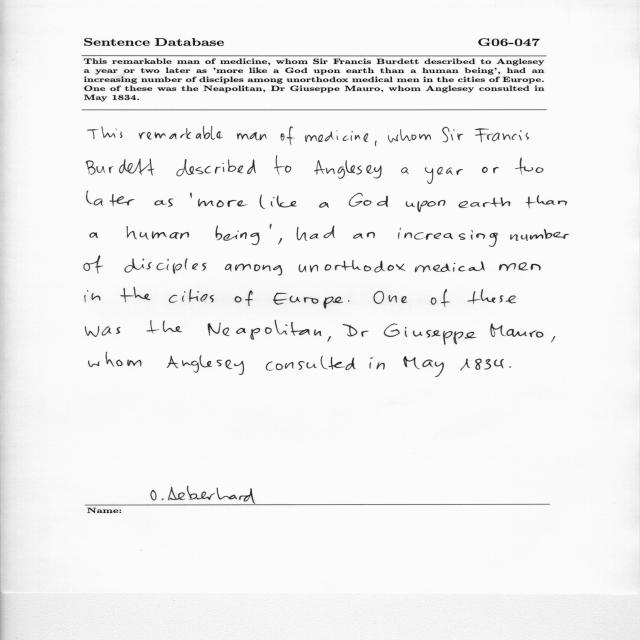 Sentence Database G06-047
This remarkable man of medicine, whom Sir Francis Burdett described to Anglesey
a year or two later as 'more like a God upon earth than a human being', had an
increasing number of disciples among unorthodox medical men in the cities of Europe.
One of these was the Neapolitan, Dr Giuseppe Mauro, whom Anglesey consulted in
May 1834.
This remarkable man of medicine, whom Sir Francis
Burdett described to Anglesey a year or two
later as 'more like a God upon earth than
a human being', had an increasing number
of disciples among unorthodox medical men
in the cities of Europe. One of these
was the Neapolitan, Dr Giuseppe Mauro,
whom Anglesey consulted in May 1834.
O. Aeberhard
Name: